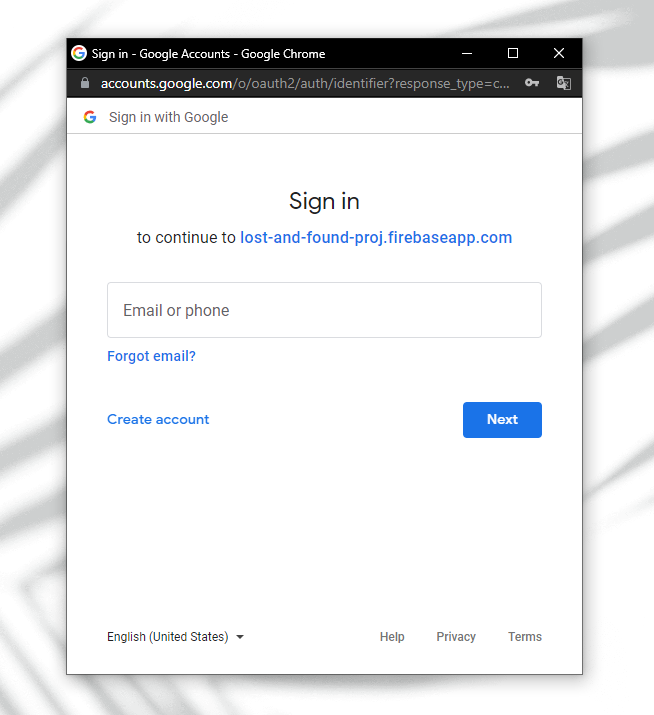 Sign in - Google Accounts - Google Chrome
accounts.google.com/o/oauth2/auth/identifier?response_type=c...
Sign in with Google
Sign in
to continue to lost-and-found-proj.firebaseapp.com
Email or phone
Forgot email?
Create account Next
English (United States) Help Privacy Terms